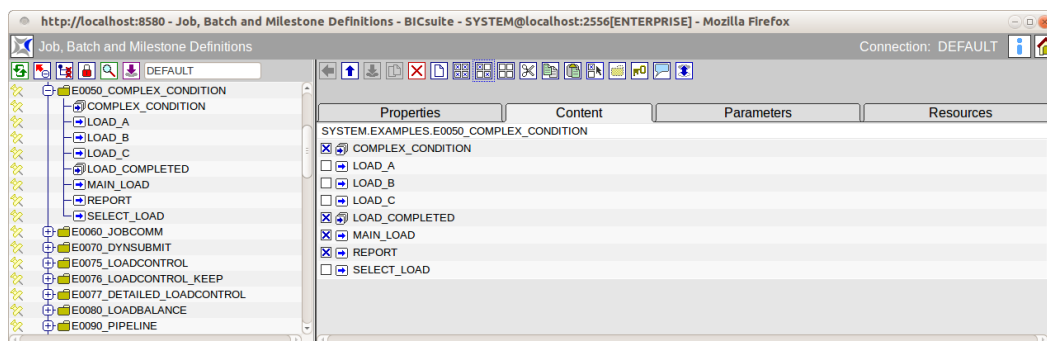 http://localhost:8580 - Job, Batch and Milestone Definitions - BICsuite - SYSTEM@localhost:2556[ENTERPRISE] - Mozilla Firefox
Job, Batch and Milestone Definitions
Connection: DEFAULT
DEFAULT
E0050_COMPLEX_CONDITION
COMPLEX_CONDITION
LOAD_A
LOAD_B
LOAD_C
LOAD_COMPLETED
MAIN_LOAD
REPORT
SELECT_LOAD
E0060_JOBCOMM
E0070_DYNSUBMIT
E0075_LOADCONTROL
E0076_LOADCONTROL_KEEP
E0077_DETAILED_LOADCONTROL
E0080_LOADBALANCE
E0090_PIPELINE
Properties
Content
Parameters
Resources
SYSTEM.EXAMPLES.E0050_COMPLEX_CONDITION
COMPLEX_CONDITION
LOAD_A
LOAD_B
LOAD_C
LOAD_COMPLETED
MAIN_LOAD
REPORT
SELECT_LOAD